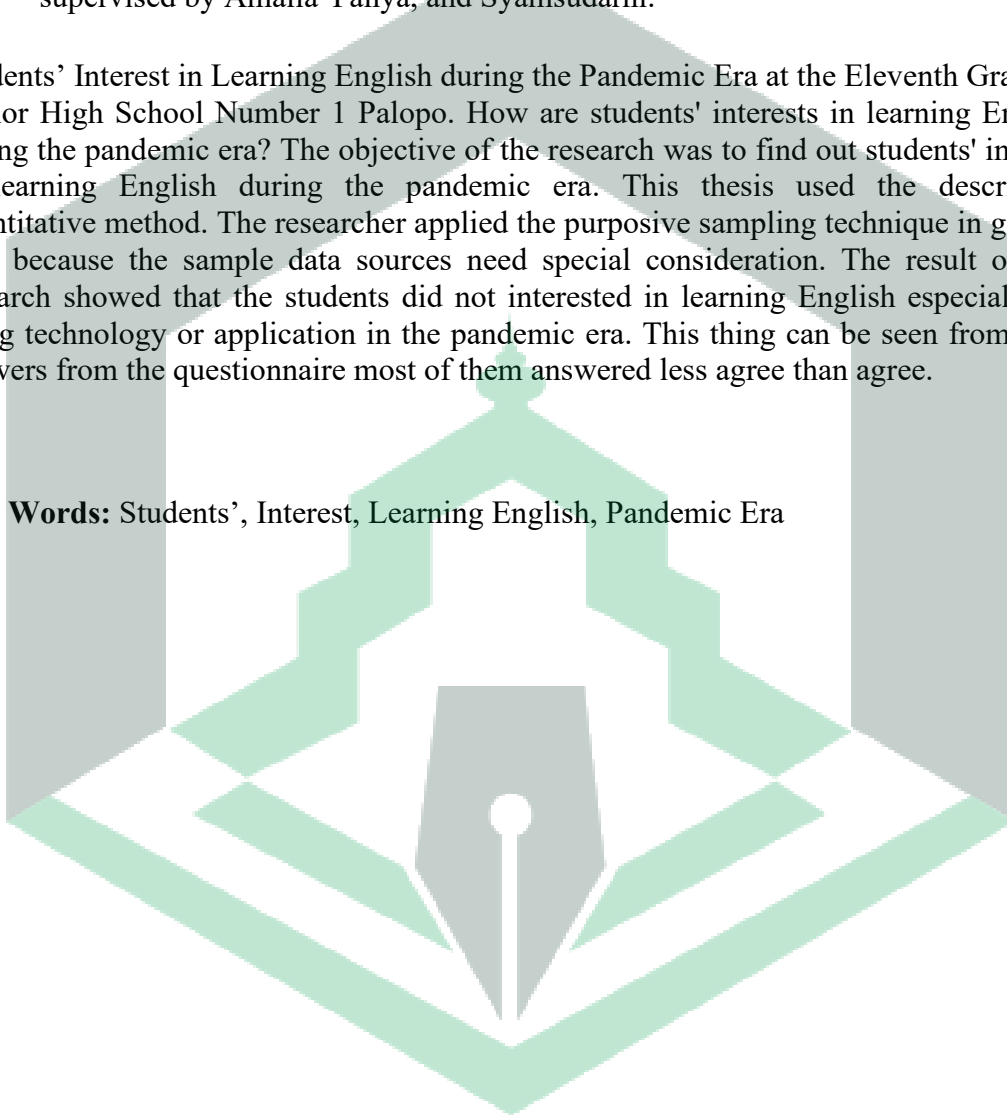 supervised by Amalia Yahya, and Syamsudarni.
dents’ Interest in Learning English during the Pandemic Era at the Eleventh Gra
or High School Number 1 Palopo. How are students' interests in learning En
ng the pandemic era? The objective of the research was to find out students' in
earning English during the pandemic era. This thesis used the descr
ntitative method. The researcher applied the purposive sampling technique in g
because the sample data sources need special consideration. The result o
arch showed that the students did not interested in learning English especial
g technology or application in the pandemic era. This thing can be seen from
vers from the questionnaire most of them answered less agree than agree.
Words: Students’, Interest, Learning English, Pandemic Era